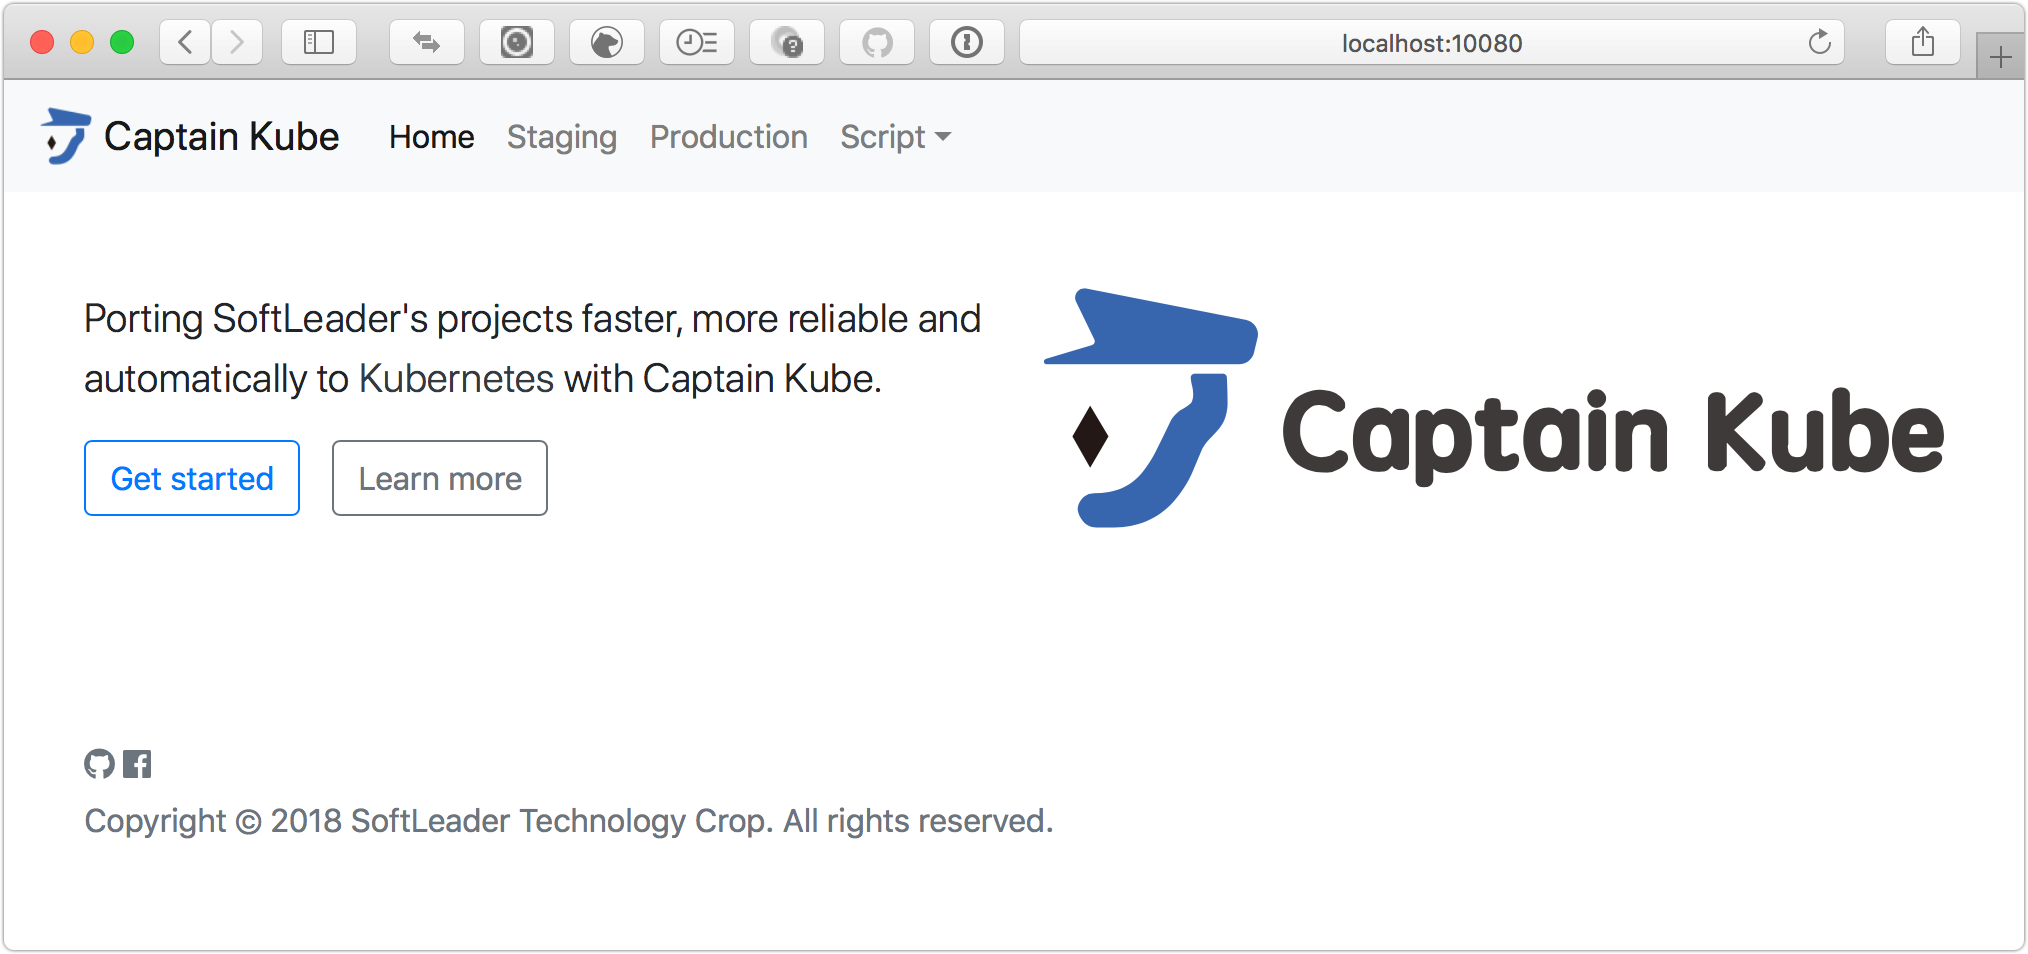 localhost:10080
Captain Kube Home Staging Production Script
Porting SoftLeader's projects faster, more reliable and
automatically to Kubernetes with Captain Kube.
Get started Learn more
Captain Kube
Copyright © 2018 SoftLeader Technology Crop. All rights reserved.